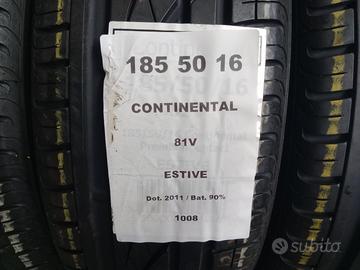 185 50 16
CONTINENTAL
81V
ESTIVE
Dot. 2011 / Bat. 90%
1008
subito